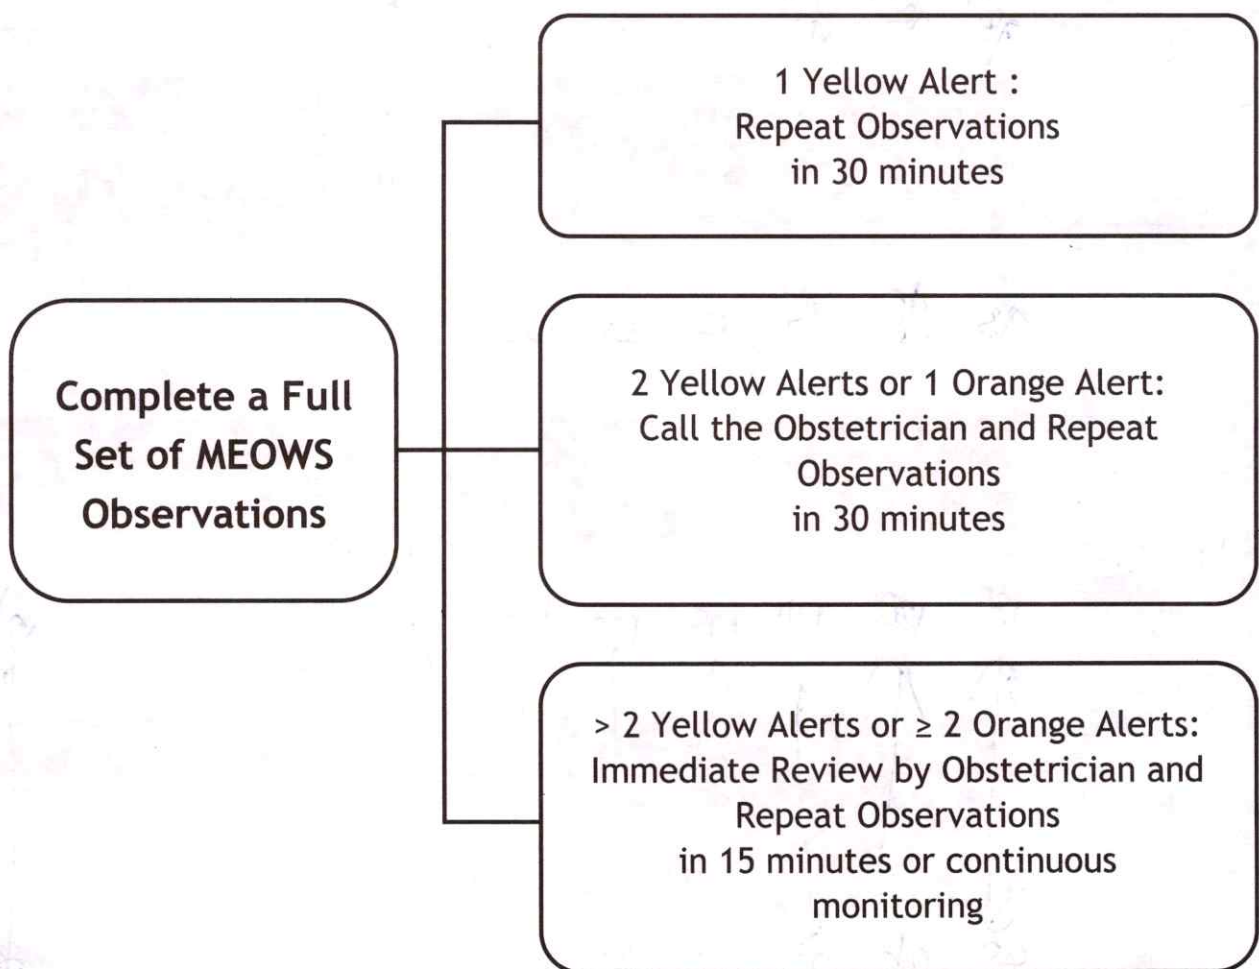 Complete a Full
Set of MEOWS
Observations
1 Yellow Alert :
Repeat Observations
in 30 minutes
2 Yellow Alerts or 1 Orange Alert:
Call the Obstetrician and Repeat
Observations
in 30 minutes
> 2 Yellow Alerts or ≥ 2 Orange Alerts:
Immediate Review by Obstetrician and
Repeat Observations
in 15 minutes or continuous
monitoring